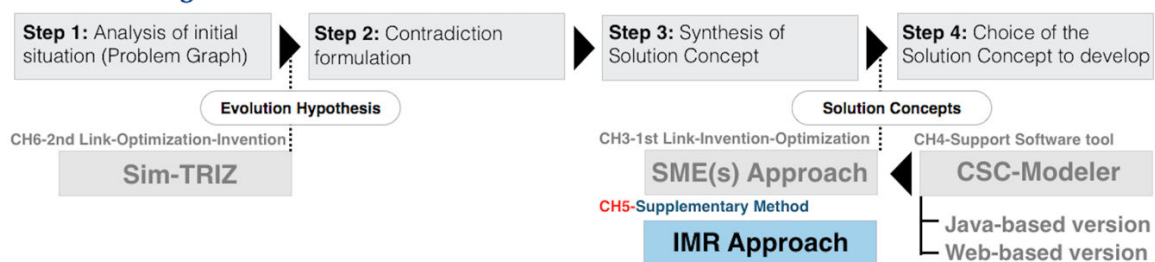 Step 1: Analysis of initial
situation (Problem Graph)
Step 2: Contradiction
formulation
Step 3: Synthesis of
Solution Concept
Step 4: Choice of the
Solution Concept to develop
Evolution Hypothesis
Solution Concepts
CH6-2nd Link-Optimization-Invention
Sim-TRIZ
CH3-1st Link-Invention-Optimization
SME(s) Approach
CH4-Support Software tool
CSC-Modeler
CH5-Supplementary Method
IMR Approach
Java-based version
Web-based version